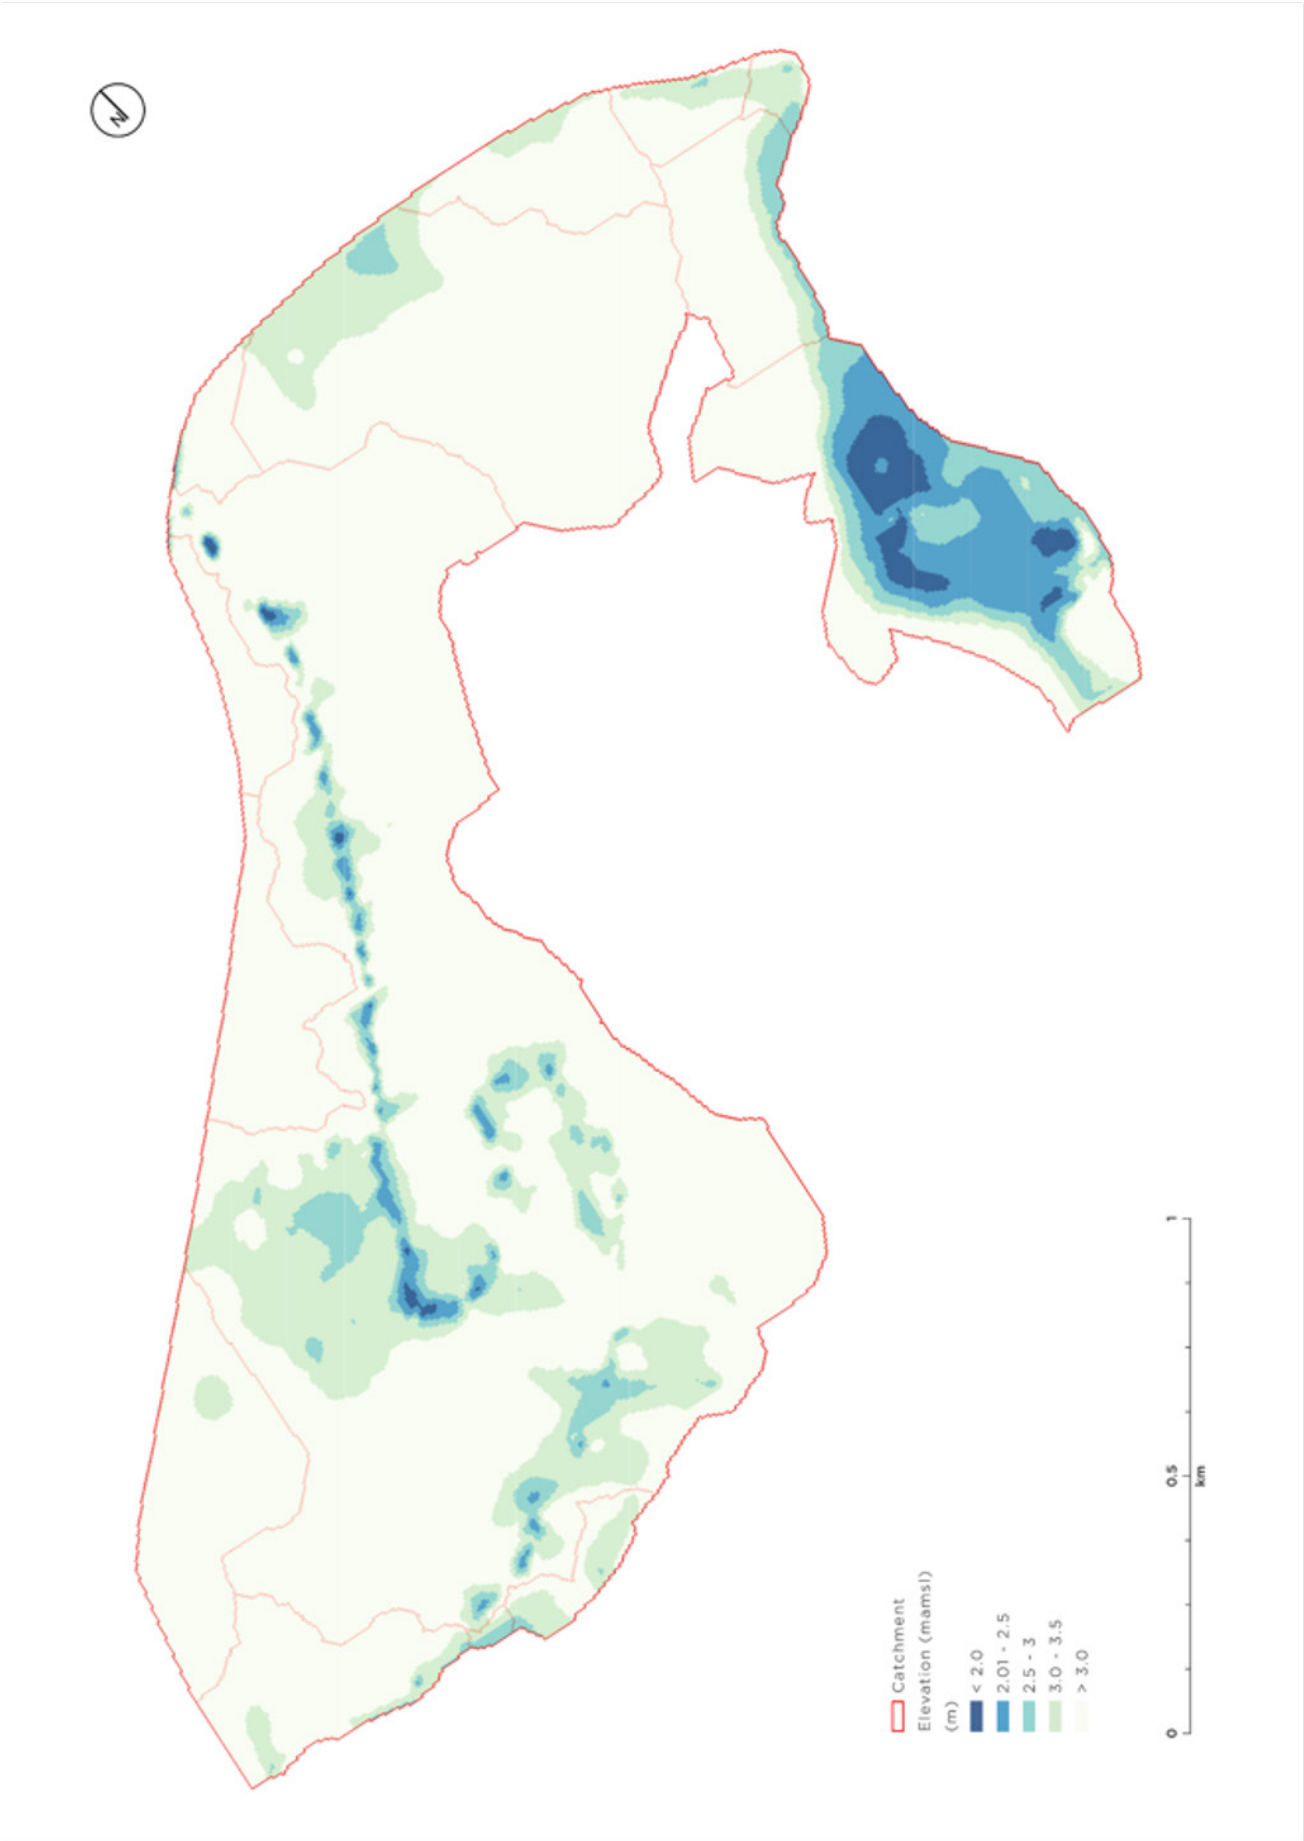 N
Catchment
Elevation (mamsl)
(m)
< 2.0
2.01 - 2.5
2.5 - 3
3.0 - 3.5
> 3.0
0 0.5 1
km